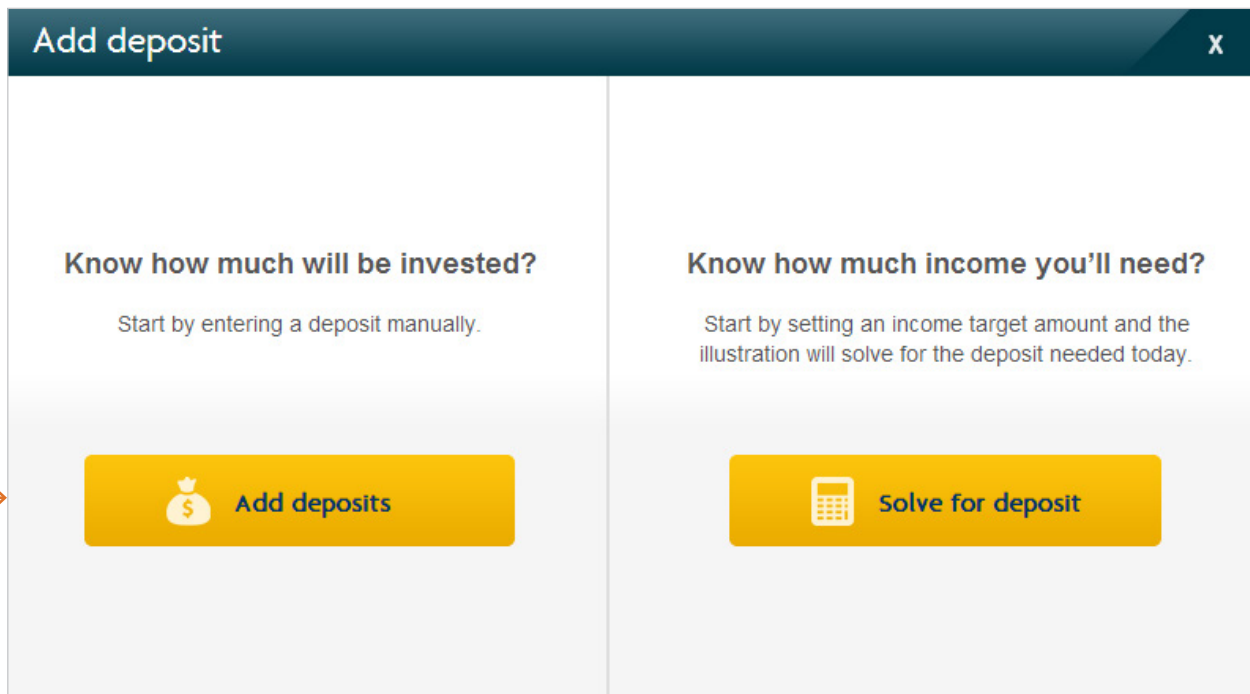 Add deposit
X
Know how much will be invested?
Start by entering a deposit manually.
$ Add deposits
Know how much income you’ll need?
Start by setting an income target amount and the
illustration will solve for the deposit needed today.
Solve for deposit